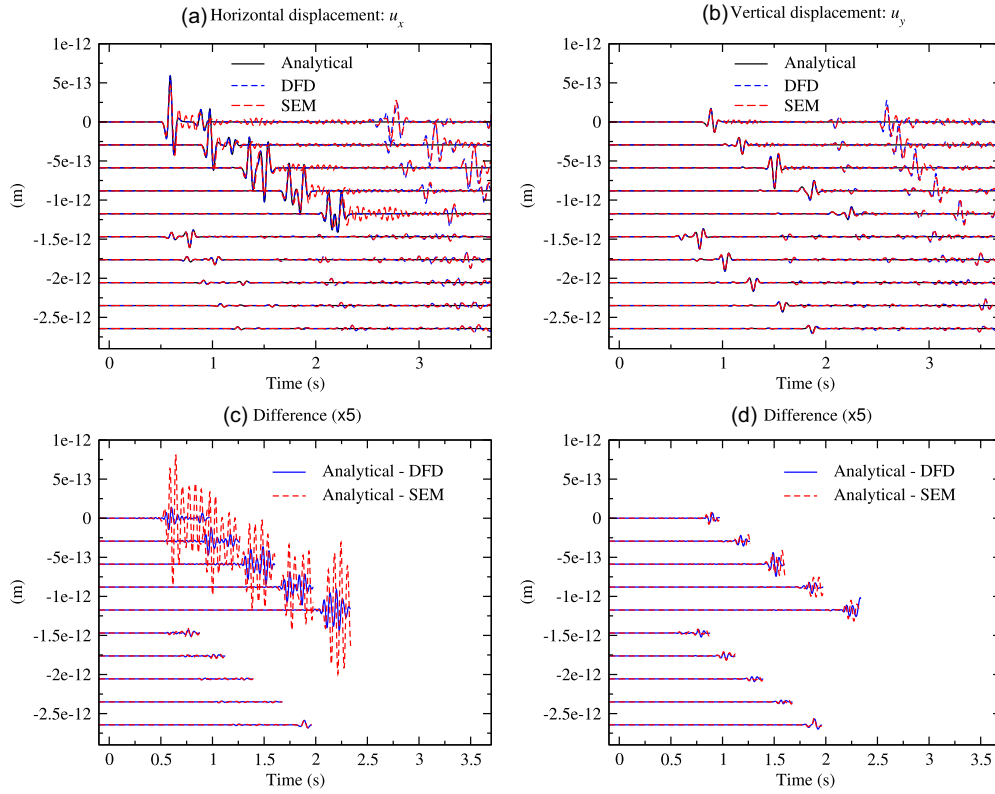 (a) Horizontal displacement: uₓ
1e-12
5e-13
0
-5e-13
-1e-12
-1.5e-12
-2e-12
-2.5e-12
(m)
Analytical
DFD
SEM
0
1
2
3
Time (s)
(b) Vertical displacement: u_y
1e-12
5e-13
0
-5e-13
-1e-12
-1.5e-12
-2e-12
-2.5e-12
(m)
Analytical
DFD
SEM
0
1
2
3
Time (s)
(c) Difference (x5)
1e-12
5e-13
0
-5e-13
-1e-12
-1.5e-12
-2e-12
-2.5e-12
(m)
Analytical - DFD
Analytical - SEM
0
0.5
1
1.5
2
2.5
3
3.5
Time (s)
(d) Difference (x5)
1e-12
5e-13
0
-5e-13
-1e-12
-1.5e-12
-2e-12
-2.5e-12
(m)
Analytical - DFD
Analytical - SEM
0
0.5
1
1.5
2
2.5
3
3.5
Time (s)